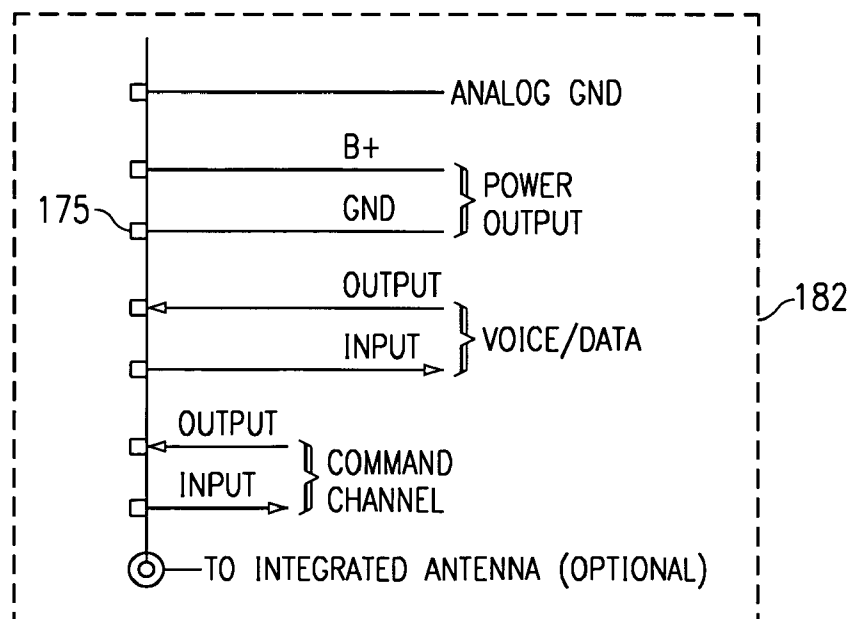 ANALOG GND
B+
POWER
175
GND
OUTPUT
OUTPUT
182
INPUT
VOICE/DATA
OUTPUT
COMMAND
INPUT
CHANNEL
TO INTEGRATED ANTENNA (OPTIONAL)